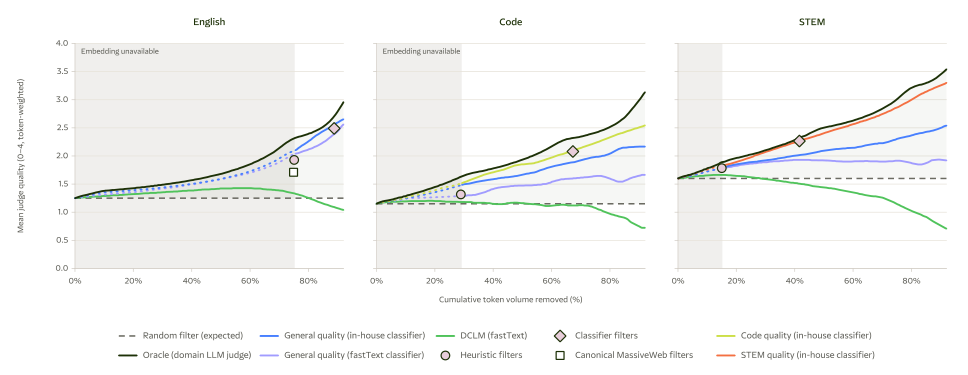 English
Code
STEM
Mean judge quality (0–4, token-weighted)
4.0
3.5
3.0
2.5
2.0
1.5
1.0
0.5
0.0
Embedding unavailable
Embedding unavailable
0% 20% 40% 60% 80%
0% 20% 40% 60% 80%
0% 20% 40% 60% 80%
Cumulative token volume removed (%)
Random filter (expected)
General quality (in-house classifier)
DCLM (fastText)
Classifier filters
Code quality (in-house classifier)
Oracle (domain LLM judge)
General quality (fastText classifier)
Heuristic filters
Canonical MassiveWeb filters
STEM quality (in-house classifier)